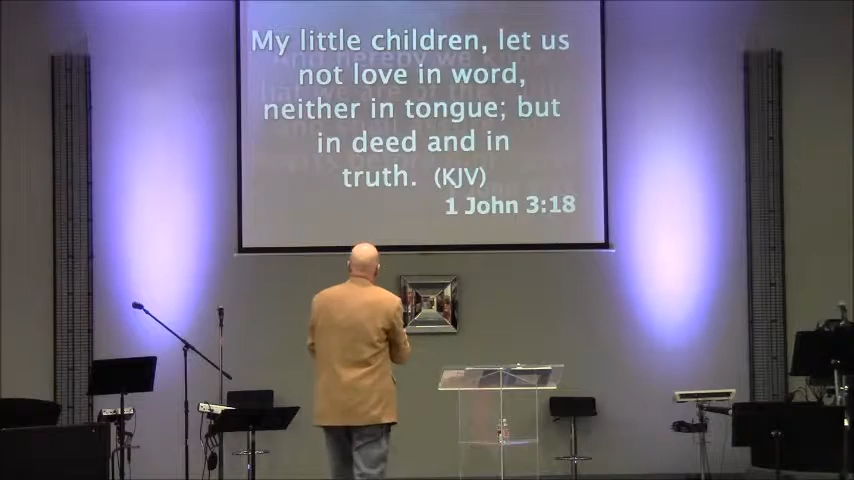 My little children, let us
not love in word,
neither in tongue; but
in deed and in
truth. (KJV)
1 John 3:18